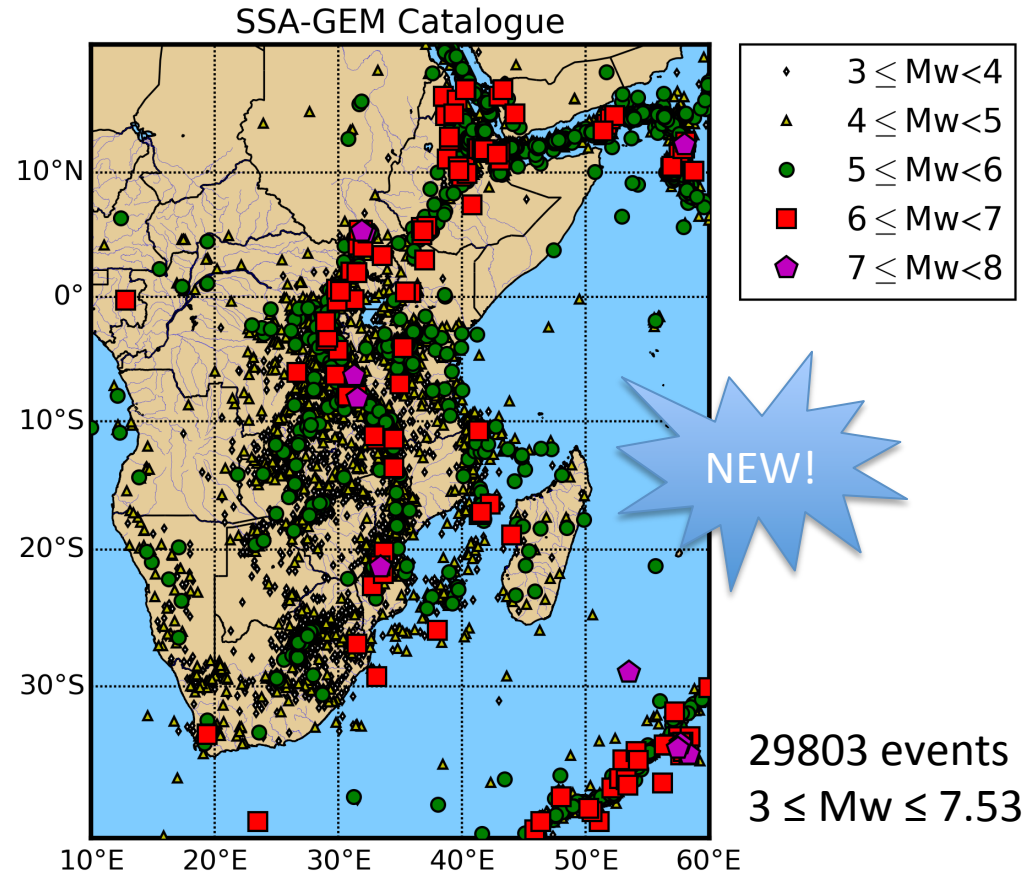 SSA-GEM Catalogue
3 ≤ Mw<4
4 ≤ Mw<5
5 ≤ Mw<6
6 ≤ Mw<7
7 ≤ Mw<8
10°N
0°
10°S
20°S
30°S
10°E 20°E 30°E 40°E 50°E 60°E
NEW!
29803 events
3 ≤ Mw ≤ 7.53